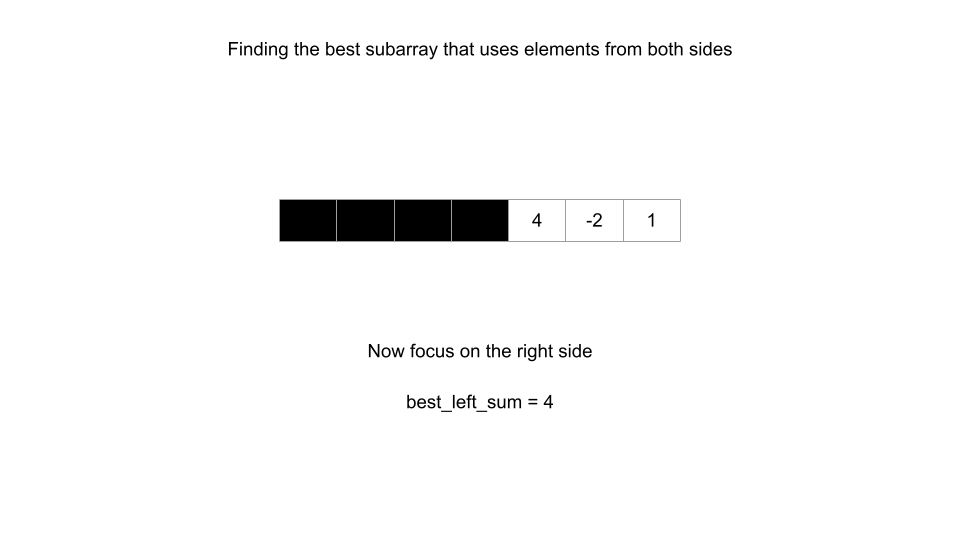 Finding the best subarray that uses elements from both sides
4 -2 1
Now focus on the right side
best_left_sum = 4